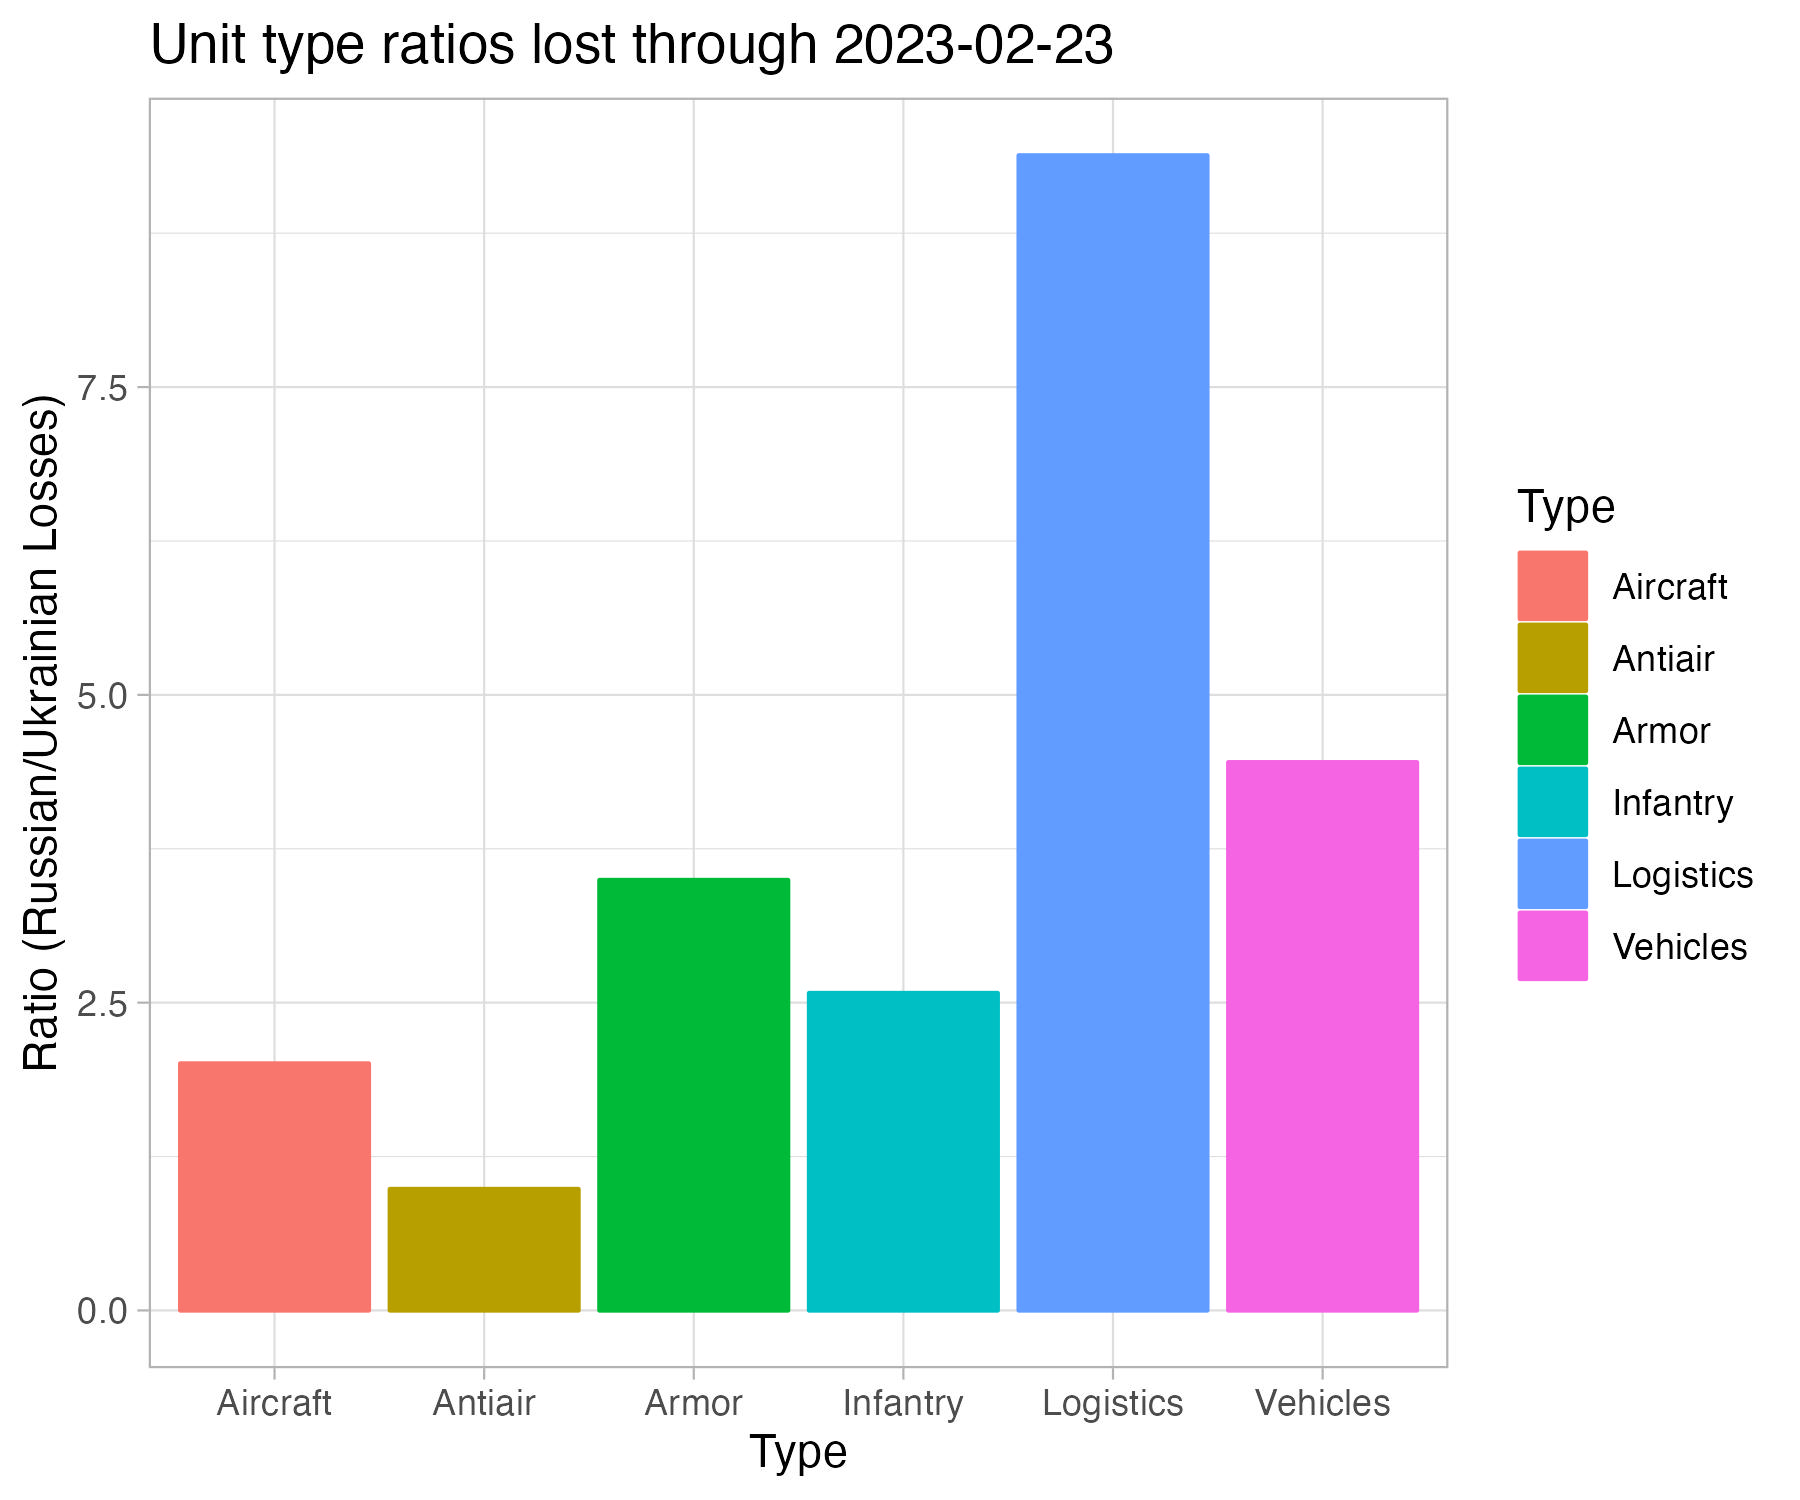 Unit type ratios lost through 2023-02-23
Ratio (Russian/Ukrainian Losses)
7.5
5.0
2.5
0.0
Aircraft
Antiair
Armor
Infantry
Logistics
Vehicles
Type
Type
Aircraft
Antiair
Armor
Infantry
Logistics
Vehicles